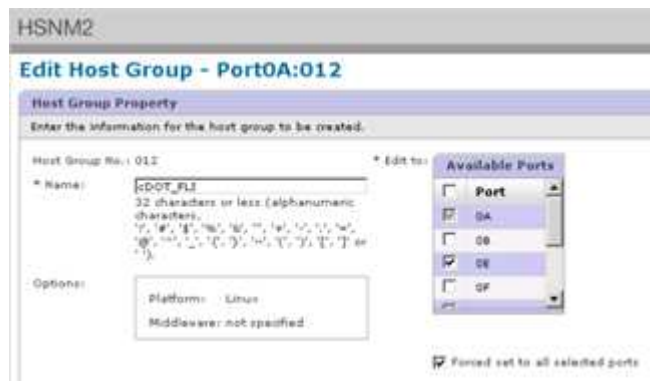 HSNM2
Edit Host Group - Port0A:012
Host Group Property
Enter the information for the host group to be created.
Host Group No.: 012
* Name:
cDOT_FLI
32 characters or less (alphanumeric
characters,
or
Options:
Platform: Linux
Middleware: not specified
* Edit to:
Available Ports
Port
0A
0B
0E
0F
Forced set to all selected ports